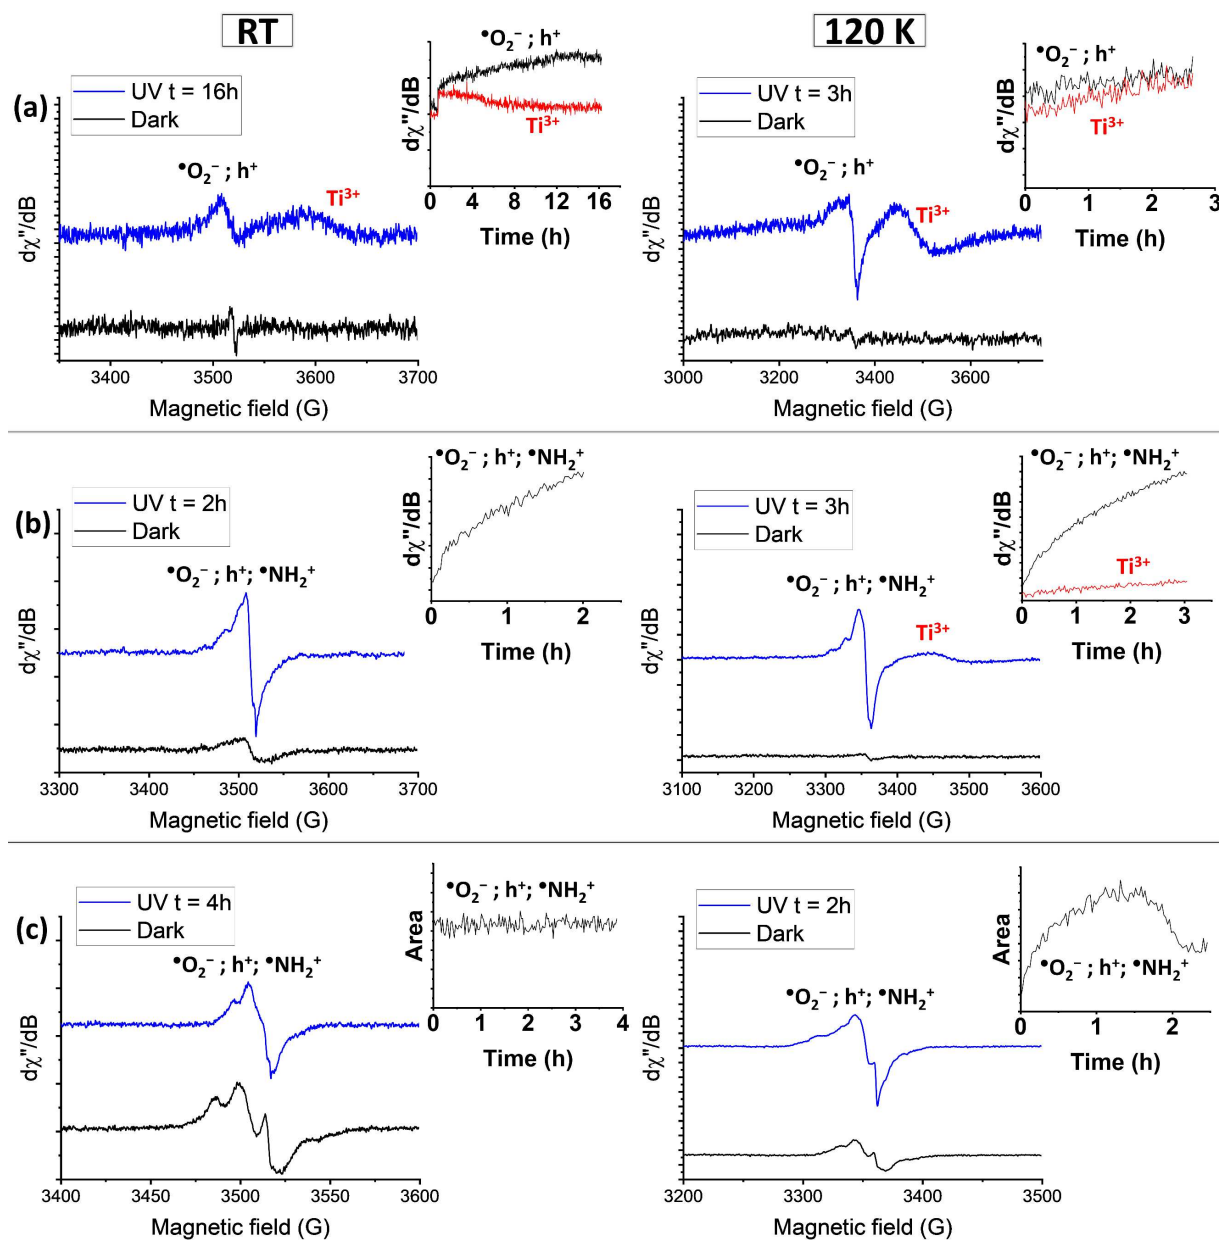 RT
120 K
(a)
UV t = 16h
Dark
•O₂⁻ ; h⁺
Ti³⁺
dχ"/dB
3400 3500 3600 3700
Magnetic field (G)
•O₂⁻ ; h⁺
Ti³⁺
dχ"/dB
0 4 8 12 16
Time (h)
UV t = 3h
Dark
•O₂⁻ ; h⁺
Ti³⁺
dχ"/dB
3000 3200 3400 3600
Magnetic field (G)
•O₂⁻ ; h⁺
Ti³⁺
dχ"/dB
0 1 2 3
Time (h)
(b)
UV t = 2h
Dark
•O₂⁻ ; h⁺; •NH₂⁺
dχ"/dB
3300 3400 3500 3600 3700
Magnetic field (G)
•O₂⁻ ; h⁺; •NH₂⁺
dχ"/dB
0 1 2
Time (h)
UV t = 3h
Dark
•O₂⁻ ; h⁺; •NH₂⁺
Ti³⁺
dχ"/dB
3100 3200 3300 3400 3500 3600
Magnetic field (G)
•O₂⁻ ; h⁺; •NH₂⁺
Ti³⁺
dχ"/dB
0 1 2 3
Time (h)
(c)
UV t = 4h
Dark
•O₂⁻ ; h⁺; •NH₂⁺
dχ"/dB
3400 3450 3500 3550 3600
Magnetic field (G)
•O₂⁻ ; h⁺; •NH₂⁺
Area
0 1 2 3 4
Time (h)
UV t = 2h
Dark
•O₂⁻ ; h⁺; •NH₂⁺
dχ"/dB
3200 3300 3400 3500
Magnetic field (G)
Area
•O₂⁻ ; h⁺; •NH₂⁺
0 1 2
Time (h)